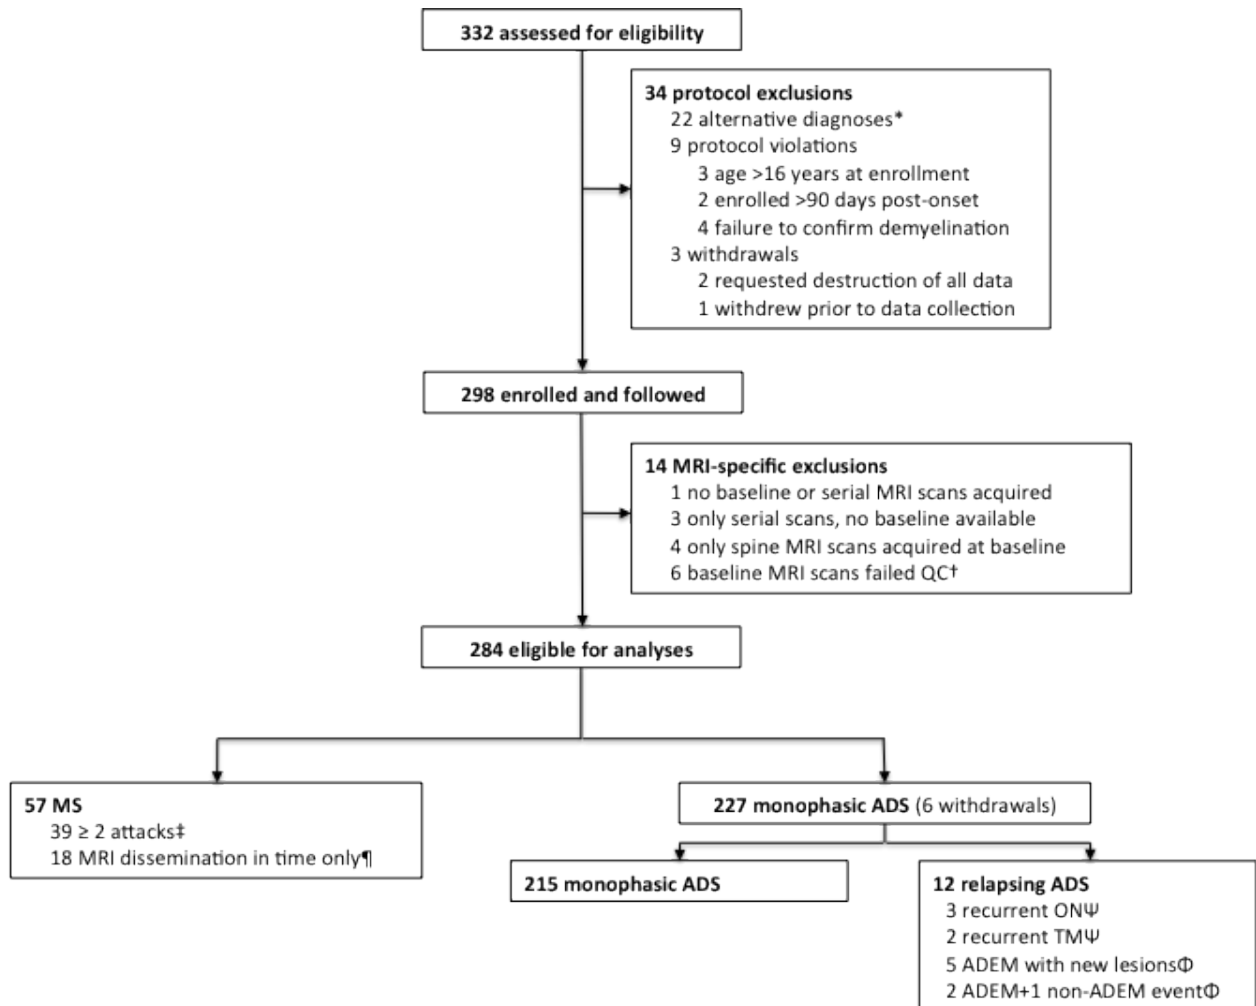 332 assessed for eligibility
34 protocol exclusions
22 alternative diagnoses*
9 protocol violations
3 age >16 years at enrollment
2 enrolled >90 days post-onset
4 failure to confirm demyelination
3 withdrawals
2 requested destruction of all data
1 withdrew prior to data collection
298 enrolled and followed
14 MRI-specific exclusions
1 no baseline or serial MRI scans acquired
3 only serial scans, no baseline available
4 only spine MRI scans acquired at baseline
6 baseline MRI scans failed QC†
284 eligible for analyses
57 MS
39 ≥ 2 attacks‡
18 MRI dissemination in time only¶
227 monophasic ADS (6 withdrawals)
215 monophasic ADS
12 relapsing ADS
3 recurrent ONΨ
2 recurrent TMΨ
5 ADEM with new lesionsΦ
2 ADEM+1 non-ADEM eventΦ